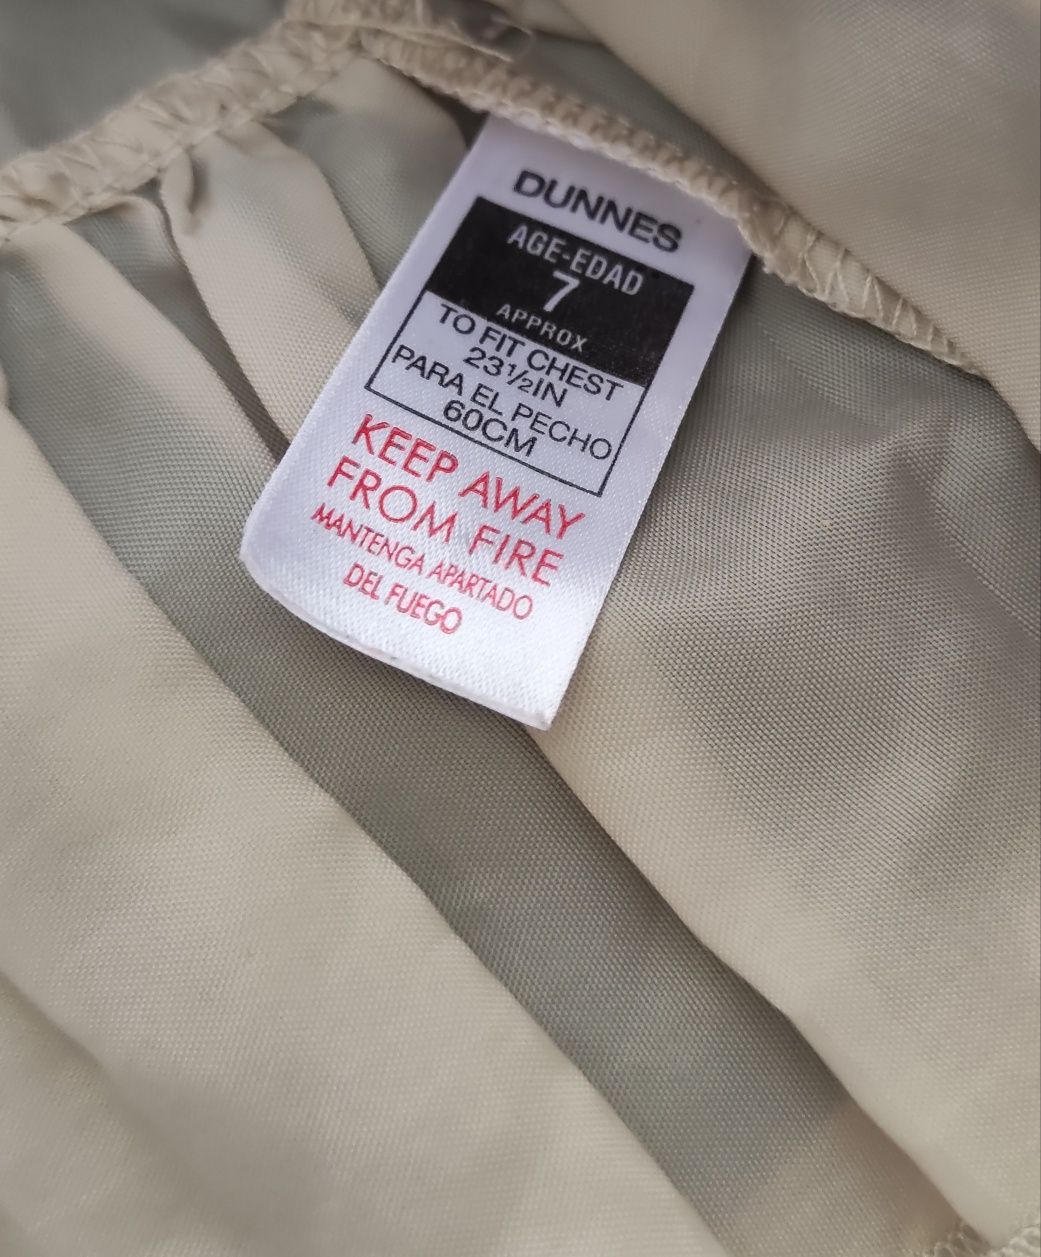 DUNNES
AGE-EDAD
7
APPROX
TO FIT CHEST
23½IN
PARA EL PECHO
60CM
KEEP AWAY
FROM FIRE
MANTENGA APARTADO
DEL FUEGO